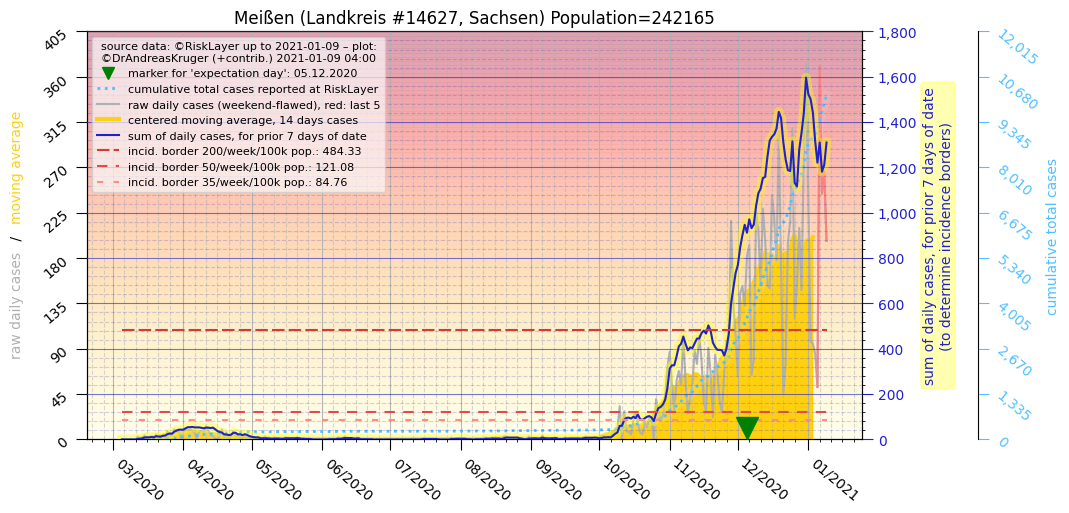 Meißen (Landkreis #14627, Sachsen) Population=242165
source data: ©RiskLayer up to 2021-01-09 – plot:
©DrAndreasKruger (+contrib.) 2021-01-09 04:00
marker for 'expectation day': 05.12.2020
cumulative total cases reported at RiskLayer
raw daily cases (weekend-flawed), red: last 5
centered moving average, 14 days cases
sum of daily cases, for prior 7 days of date
incid. border 200/week/100k pop.: 484.33
incid. border 50/week/100k pop.: 121.08
incid. border 35/week/100k pop.: 84.76
raw daily cases / moving average
405
360
315
270
225
180
135
90
45
0
03/2020
04/2020
05/2020
06/2020
07/2020
08/2020
09/2020
10/2020
11/2020
12/2020
01/2021
1,800
1,600
1,400
1,200
1,000
800
600
400
200
0
sum of daily cases, for prior 7 days of date
(to determine incidence borders)
12,015
10,680
9,345
8,010
6,675
5,340
4,005
2,670
1,335
0
cumulative total cases